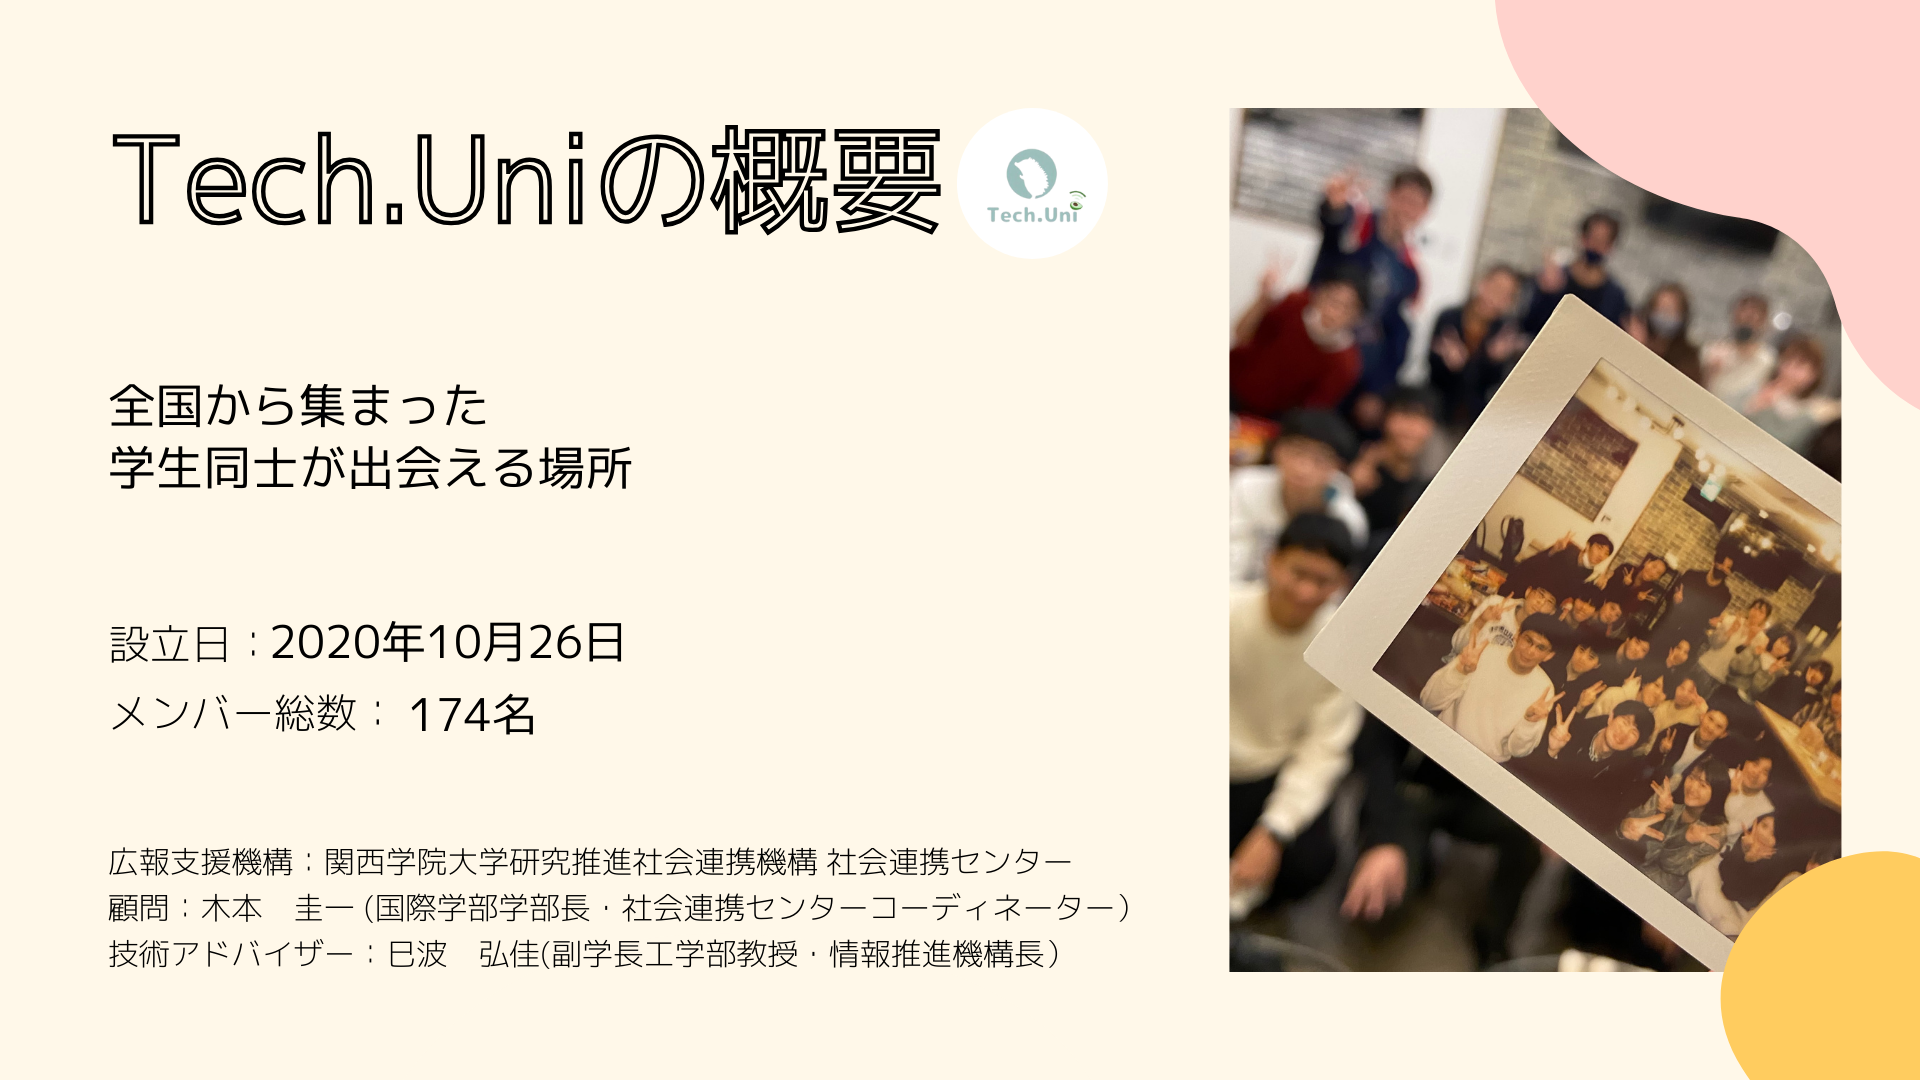 Tech.Uniの概要
Tech.Uni
全国から集まった
学生同士が出会える場所
設立日：2020年10月26日
メンバー総数： 174名
広報支援機構：関西学院大学研究推進社会連携機構 社会連携センター
顧問：木本　圭一 (国際学部学部長・社会連携センターコーディネーター）
技術アドバイザー：巳波　弘佳(副学長工学部教授・情報推進機構長）